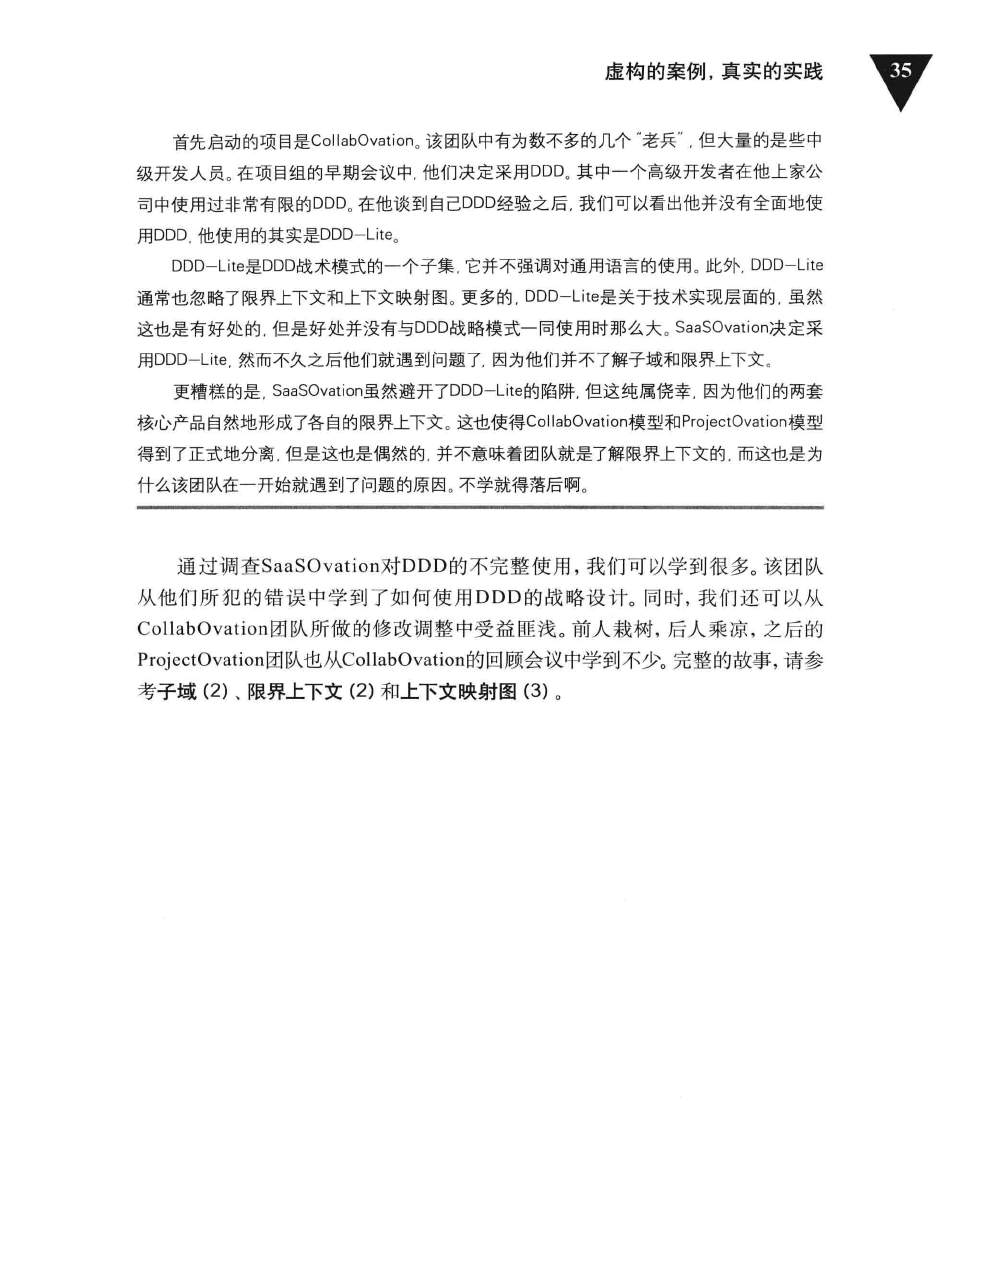 虚构的案例，真实的实践
35
首先启动的项目是CollabOvation。该团队中有为数不多的几个“老兵”，但大量的是些中
级开发人员。在项目组的早期会议中，他们决定采用DDD。其中一个高级开发者在他上家公
司中使用过非常有限的DDD。在他谈到自己DDD经验之后，我们可以看出他并没有全面地使
用DDD，他使用的其实是DDD-Lite。
DDD-Lite是DDD战术模式的一个子集，它并不强调对通用语言的使用。此外，DDD-Lite
通常也忽略了限界上下文和上下文映射图。更多的，DDD-Lite是关于技术实现层面的，虽然
这也是有好处的，但是好处并没有与DDD战略模式一同使用时那么大。SaaSOvation决定采
用DDD-Lite，然而不久之后他们就遇到问题了，因为他们并不了解子域和限界上下文。
更糟糕的是，SaaSOvation虽然避开了DDD-Lite的陷阱，但这纯属侥幸，因为他们的两套
核心产品自然地形成了各自的限界上下文。这也使得CollabOvation模型和ProjectOvation模型
得到了正式地分离，但是这也是偶然的，并不意味着团队就是了解限界上下文的，而这也是为
什么该团队在一开始就遇到了问题的原因。不学就得落后啊。
通过调查SaaSOvation对DDD的不完整使用，我们可以学到很多。该团队
从他们所犯的错误中学到了如何使用DDD的战略设计。同时，我们还可以从
CollabOvation团队所做的修改调整中受益匪浅。前人栽树，后人乘凉，之后的
ProjectOvation团队也从CollabOvation的回顾会议中学到不少。完整的故事，请参
考子域（2）、限界上下文（2）和上下文映射图（3）。